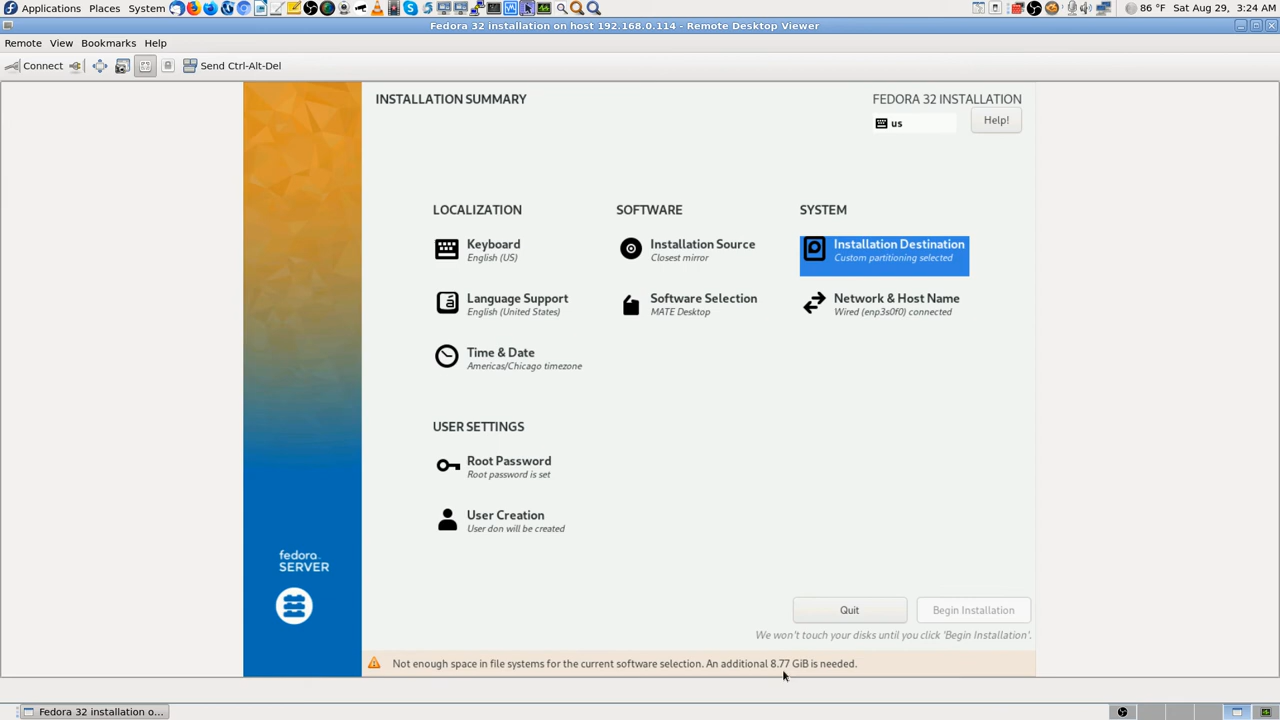 Applications Places System
86 °F Sat Aug 29, 3:24 AM
Fedora 32 installation on host 192.168.0.114 - Remote Desktop Viewer
Remote View Bookmarks Help
Connect Send Ctrl-Alt-Del
INSTALLATION SUMMARY
FEDORA 32 INSTALLATION
us
Help!
LOCALIZATION
Keyboard
English (US)
Language Support
English (United States)
Time & Date
Americas/Chicago timezone
SOFTWARE
Installation Source
Closest mirror
Software Selection
MATE Desktop
SYSTEM
Installation Destination
Custom partitioning selected
Network & Host Name
Wired (enp3s0f0) connected
USER SETTINGS
Root Password
Root password is set
User Creation
User don will be created
fedora
SERVER
Quit
Begin Installation
We won't touch your disks until you click 'Begin Installation'.
Not enough space in file systems for the current software selection. An additional 8.77 GiB is needed.
Fedora 32 installation o...